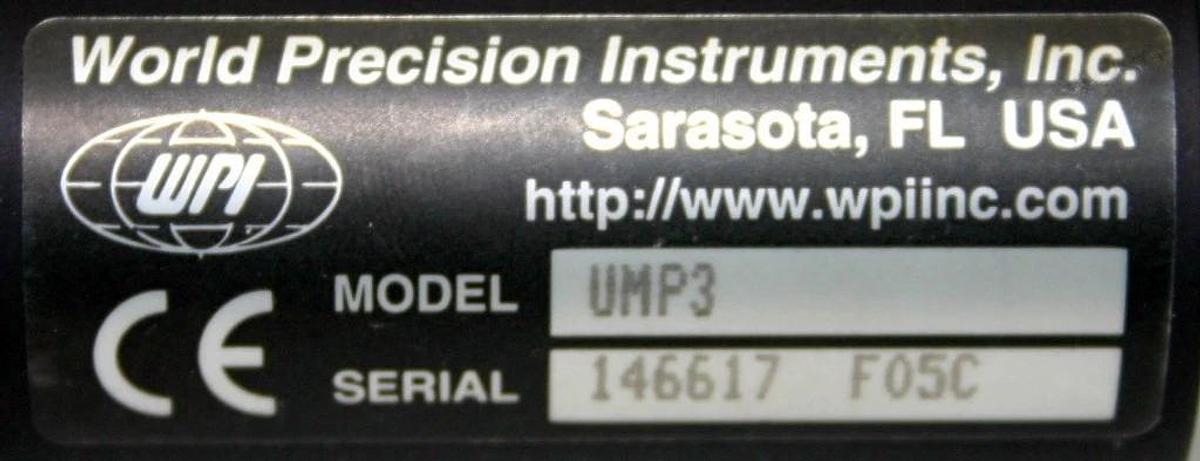 World Precision Instruments, Inc.
Sarasota, FL USA
WPI
http://www.wpiinc.com
MODEL UMP3
CE
SERIAL 146617 F05C